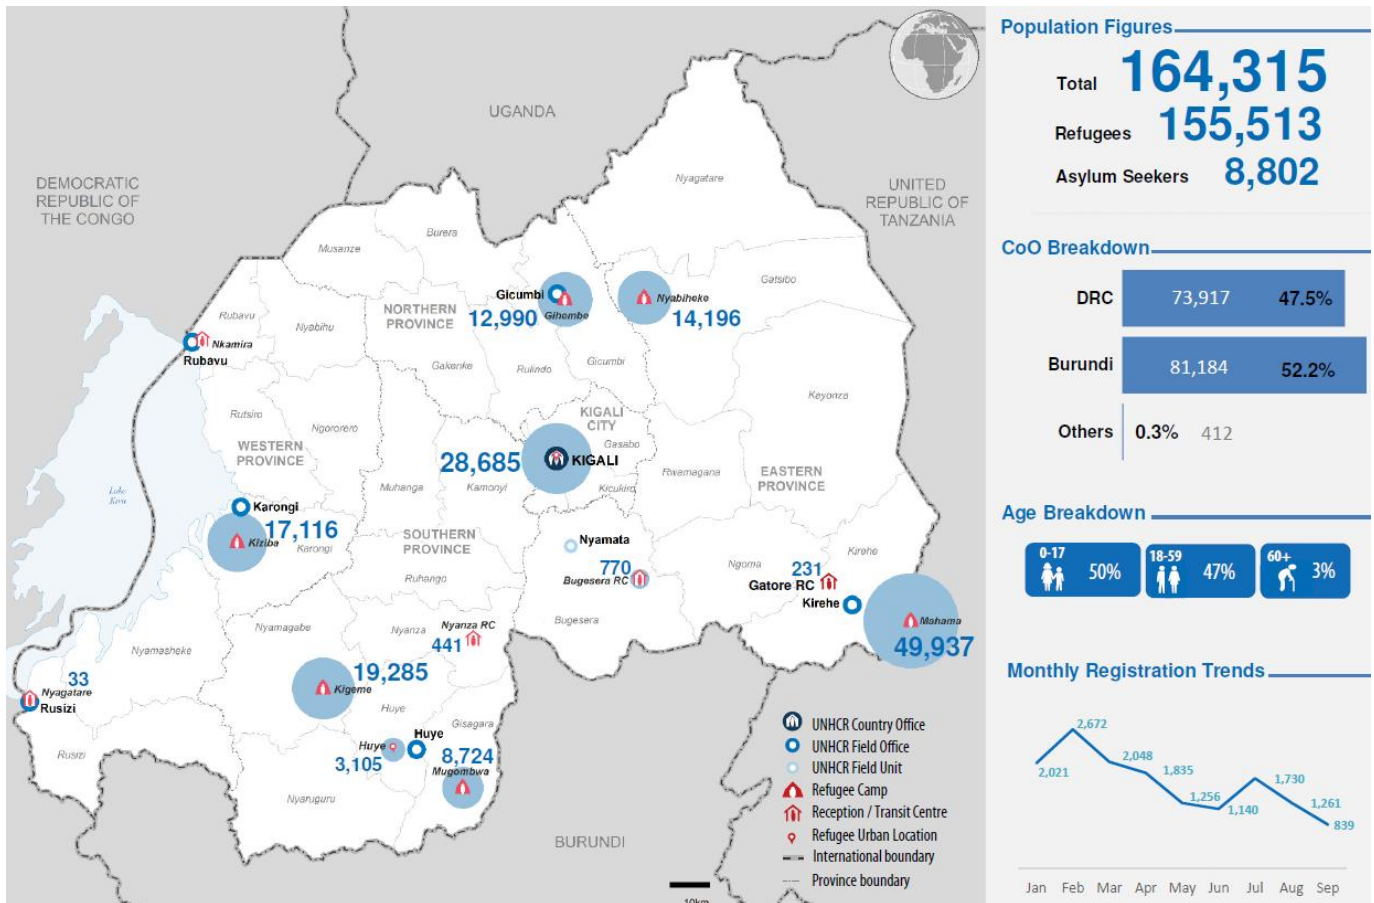 UGANDA
DEMOCRATIC
REPUBLIC OF
THE CONGO
UNITED
REPUBLIC OF
TANZANIA
Nyagatare
Burera
Musanze
Gatsibo
Gicumbi
12,990
Gihembe
Nyabiheke
14,196
NORTHERN
PROVINCE
Rubavu
Nyabihu
Nkamira
Rubavu
Gakenke
Rulindo
Gicumbi
Kayonza
Rutsiro
Ngororero
WESTERN
PROVINCE
KIGALI
CITY
Gasabo
28,685
KIGALI
Kicukiro
Rwamagana
EASTERN
PROVINCE
Muhanga
Kamonyi
Lake
Kivu
Karongi
17,116
Kiziba
Karongi
SOUTHERN
PROVINCE
Ruhango
Nyamata
770
Bugesera RC
Bugesera
Ngoma
231
Gatore RC
Kirehe
Kirehe
Mahama
49,937
Nyamagabe
Nyanza
Nyanza RC
441
Nyamasheke
33
Nyagatare
Rusizi
Rusizi
19,285
Kigeme
Huye
Gisagara
Huye
Huye
3,105
8,724
Mugombwa
Nyaruguru
BURUNDI
UNHCR Country Office
UNHCR Field Office
UNHCR Field Unit
Refugee Camp
Reception / Transit Centre
Refugee Urban Location
International boundary
Province boundary
10km
Population Figures
Total 164,315
Refugees 155,513
Asylum Seekers 8,802
CoO Breakdown
DRC 73,917 47.5%
Burundi 81,184 52.2%
Others 0.3% 412
Age Breakdown
0-17 50%
18-59 47%
60+ 3%
Monthly Registration Trends
2,021
2,672
2,048
1,835
1,256
1,140
1,730
1,261
839
Jan Feb Mar Apr May Jun Jul Aug Sep